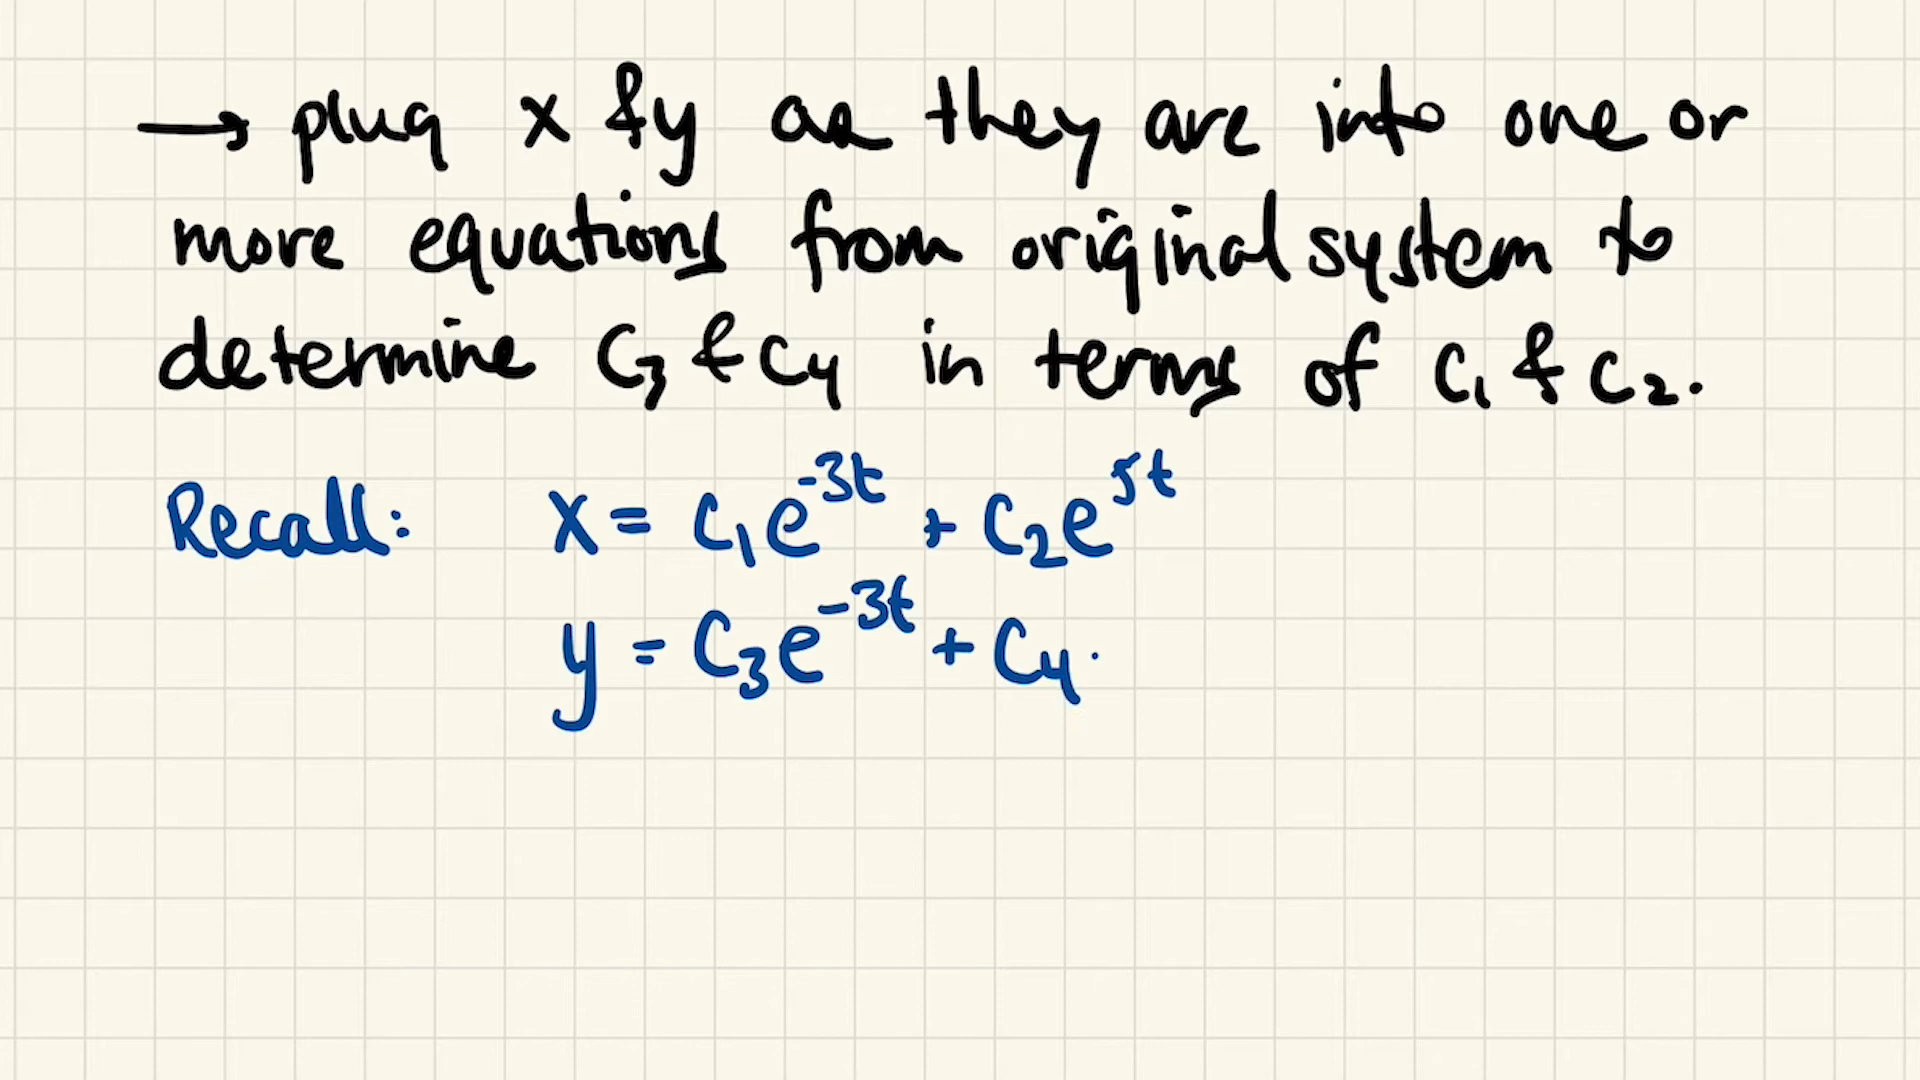 → plug x & y as they are into one or
more equations from original system to
determine C₃ & C₄ in terms of C₁ & C₂.
Recall: x = C₁e^{-3t} + C₂e^{5t}
y = C₃e^{-3t} + C₄